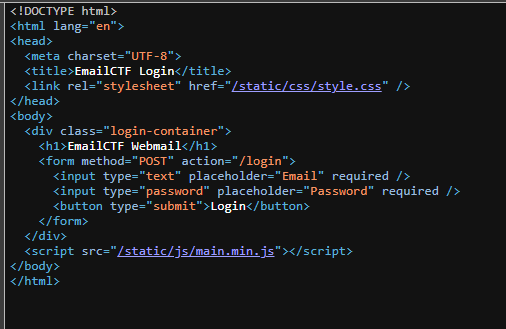 <!DOCTYPE html>
<html lang="en">
<head>
  <meta charset="UTF-8">
  <title>EmailCTF Login</title>
  <link rel="stylesheet" href="/static/css/style.css" />
</head>
<body>
  <div class="login-container">
    <h1>EmailCTF Webmail</h1>
    <form method="POST" action="/login">
      <input type="text" placeholder="Email" required />
      <input type="password" placeholder="Password" required />
      <button type="submit">Login</button>
    </form>
  </div>
  <script src="/static/js/main.min.js"></script>
</body>
</html>